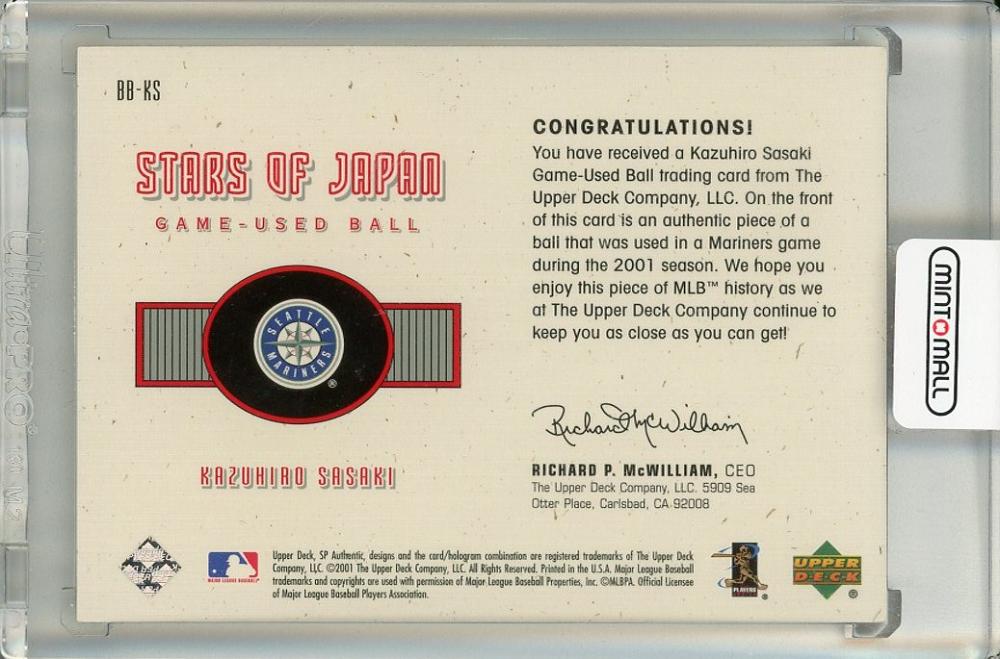 BB-KS
STARS OF JAPAN
GAME-USED BALL
SEATTLE
MARINERS
®
KAZUHIRO SASAKI
CONGRATULATIONS!
You have received a Kazuhiro Sasaki
Game-Used Ball trading card from The
Upper Deck Company, LLC. On the front
of this card is an authentic piece of a
ball that was used in a Mariners game
during the 2001 season. We hope you
enjoy this piece of MLB™ history as we
at The Upper Deck Company continue to
keep you as close as you can get!
Richard McWilliam
RICHARD P. McWILLIAM, CEO
The Upper Deck Company, LLC. 5909 Sea
Otter Place, Carlsbad, CA 92008
MAJOR LEAGUE BASEBALL
Upper Deck, SP Authentic, designs and the card/hologram combination are registered trademarks of The Upper Deck
Company, LLC. ©2001 The Upper Deck Company, LLC. All Rights Reserved. Printed in the U.S.A. Major League Baseball
trademarks and copyrights are used with permission of Major League Baseball Properties, Inc. ©MLBPA. Official Licensee
of Major League Baseball Players Association.
PLAYERS
®
UPPER
DECK
®
MINT MALL
UltraPRO®